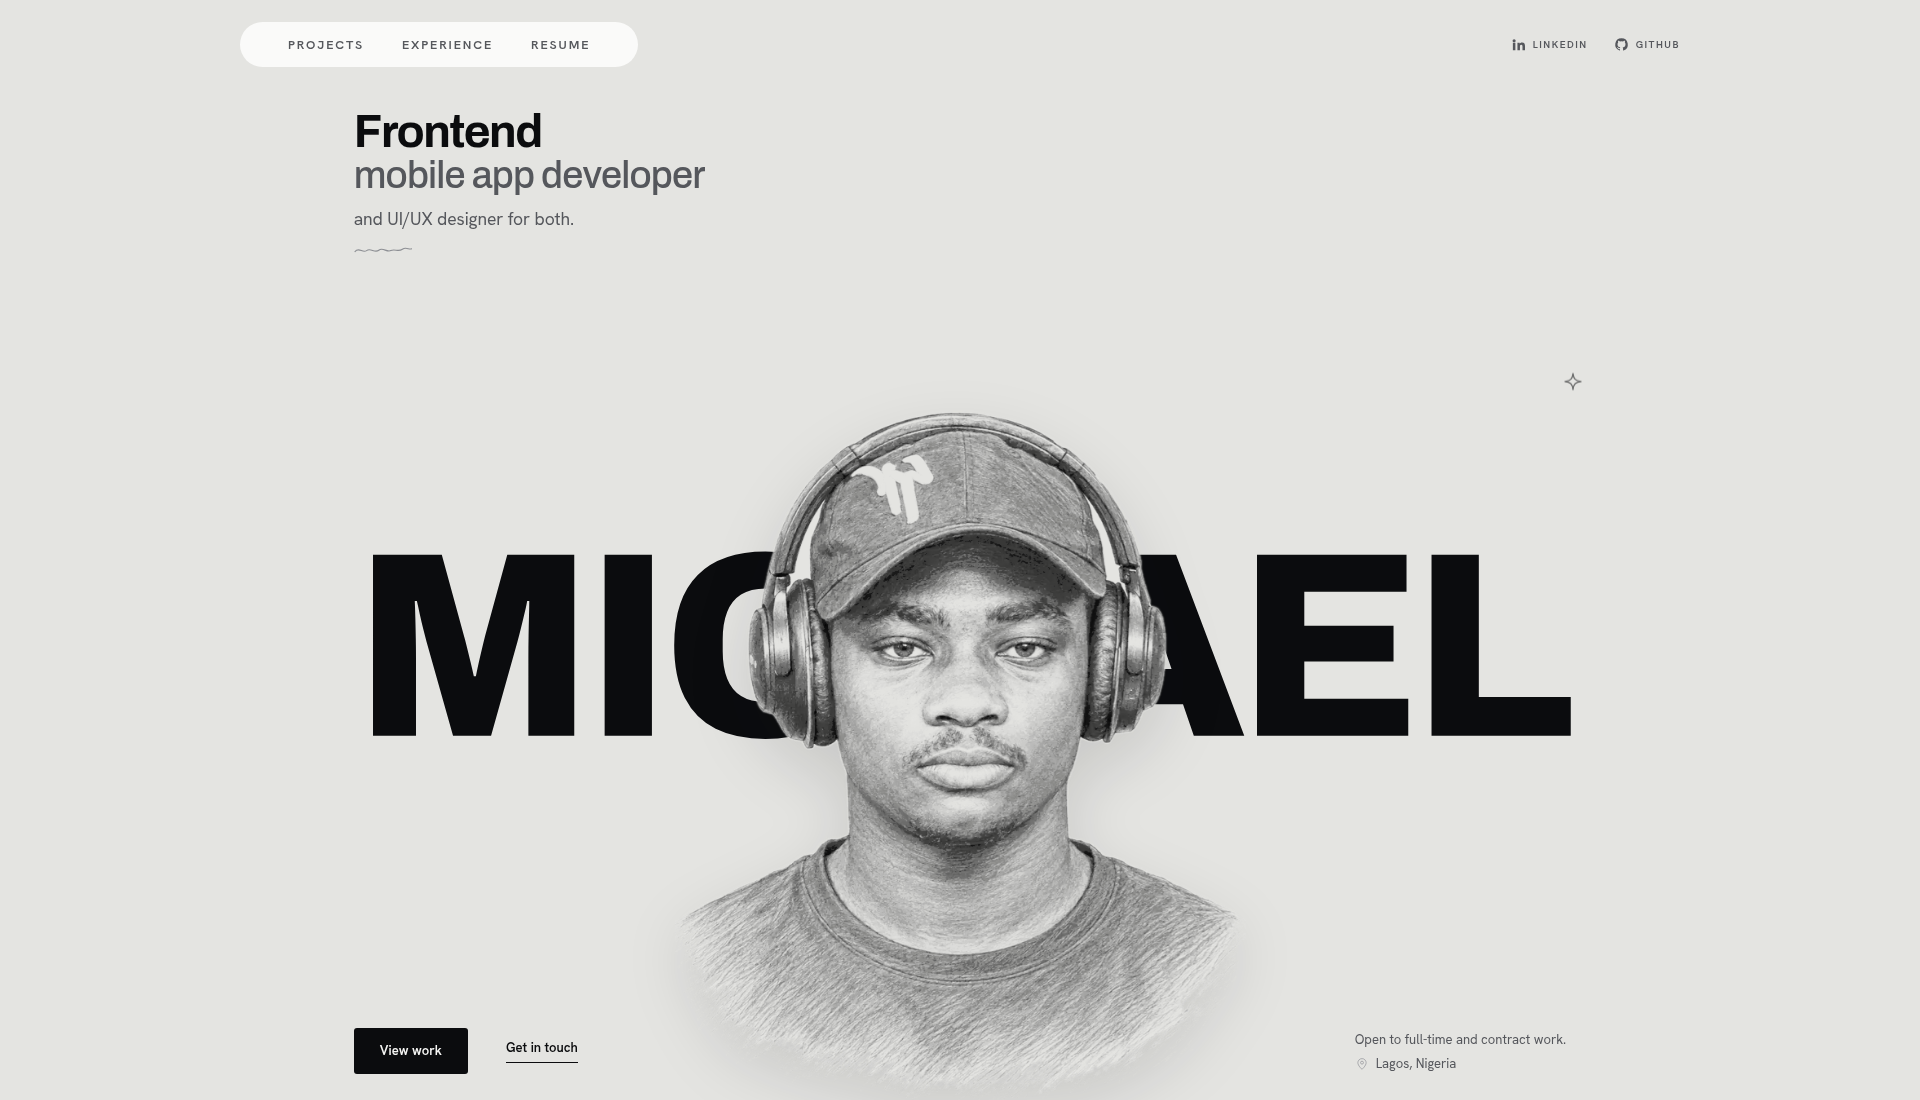 PROJECTS EXPERIENCE RESUME
LINKEDIN GITHUB
Frontend
mobile app developer
and UI/UX designer for both.
MIC AEL
View work
Get in touch
Open to full-time and contract work.
Lagos, Nigeria